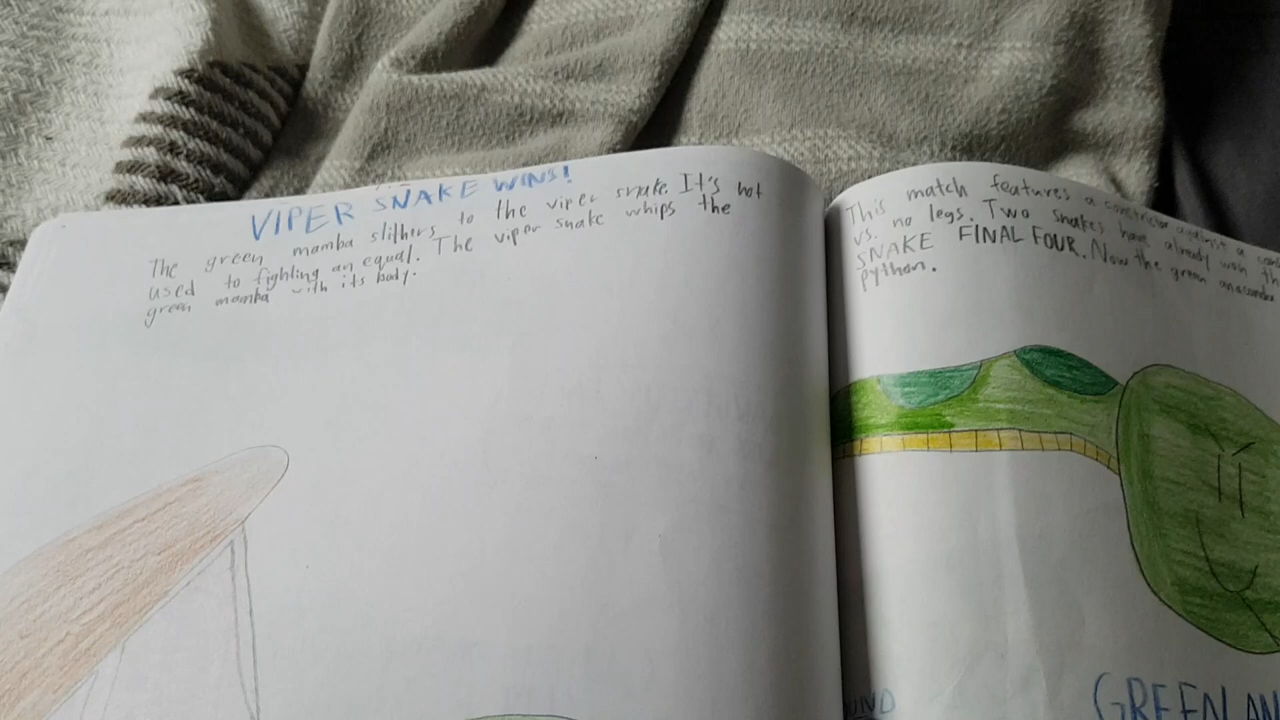 VIPER SNAKE WINS!
The green mamba slithers to the viper snake. It's not
used to fighting an equal. The viper snake whips the
green mamba with its body.
This match features a constrictor against a
vs. no legs. Two snakes have already won the
SNAKE FINAL FOUR. Now the green anaconda
python.
GREEN AN